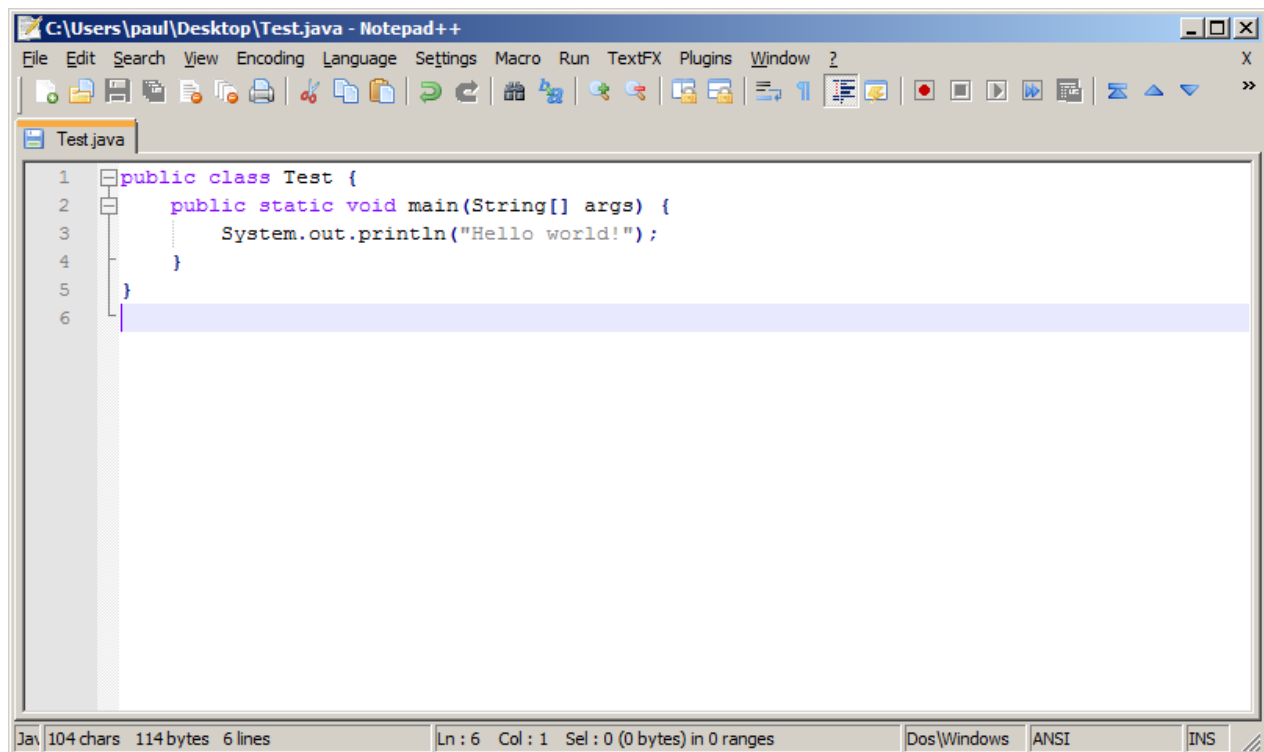 C:\Users\paul\Desktop\Test.java - Notepad++
File Edit Search View Encoding Language Settings Macro Run TextFX Plugins Window ? X
Test.java
1 public class Test {
2     public static void main(String[] args) {
3         System.out.println("Hello world!");
4     }
5 }
6
Jav 104 chars 114 bytes 6 lines Ln : 6 Col : 1 Sel : 0 (0 bytes) in 0 ranges Dos\Windows ANSI INS